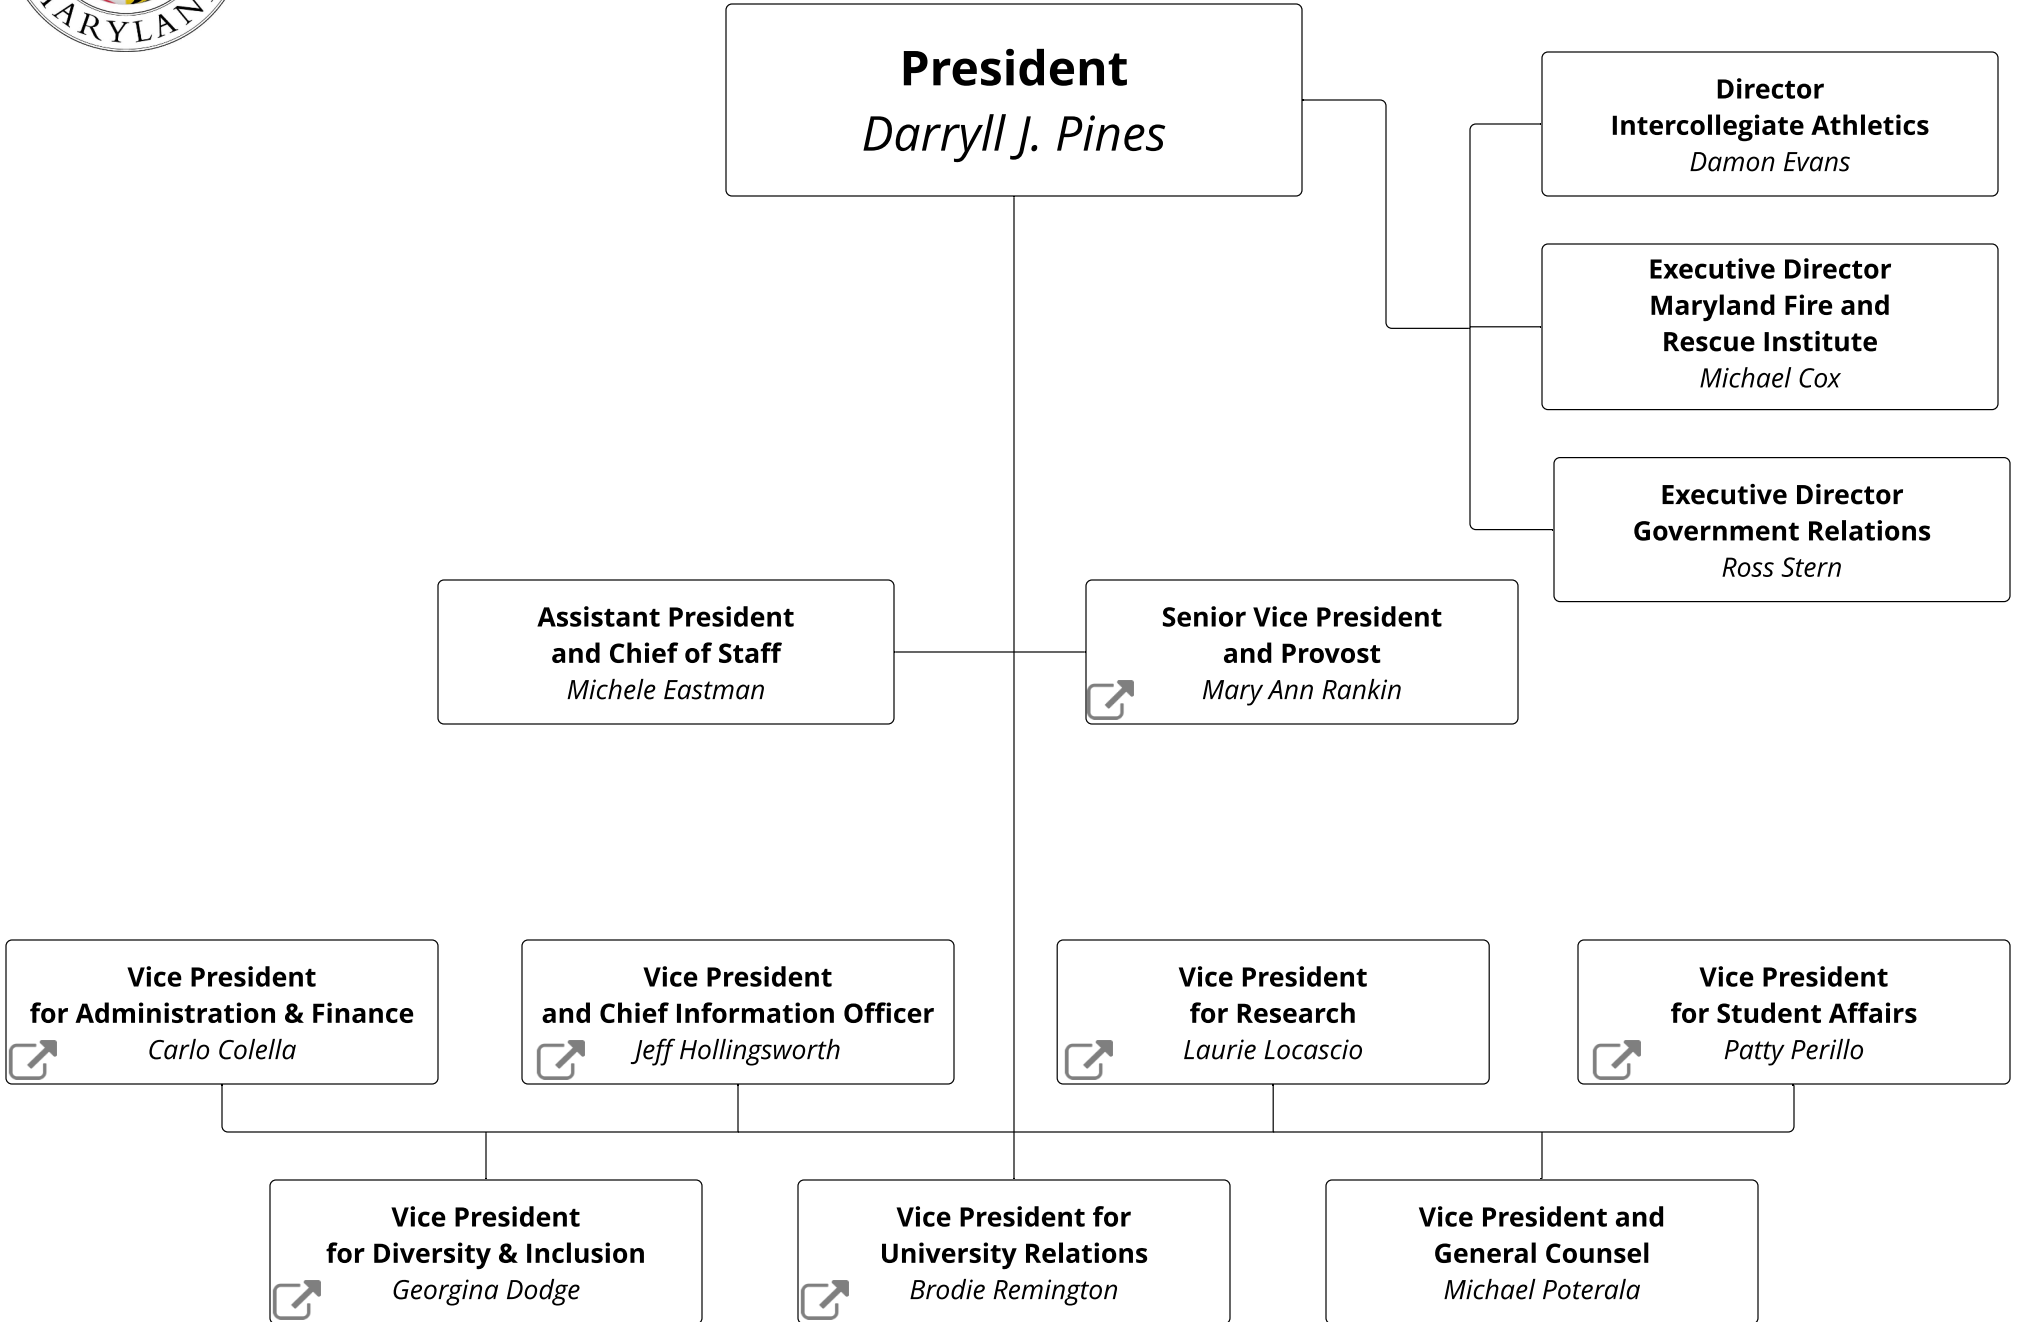 MARYLAND
President
Darryll J. Pines
Director
Intercollegiate Athletics
Damon Evans
Executive Director
Maryland Fire and
Rescue Institute
Michael Cox
Executive Director
Government Relations
Ross Stern
Assistant President
and Chief of Staff
Michele Eastman
Senior Vice President
and Provost
Mary Ann Rankin
Vice President
for Administration & Finance
Carlo Colella
Vice President
and Chief Information Officer
Jeff Hollingsworth
Vice President
for Research
Laurie Locascio
Vice President
for Student Affairs
Patty Perillo
Vice President
for Diversity & Inclusion
Georgina Dodge
Vice President for
University Relations
Brodie Remington
Vice President and
General Counsel
Michael Poterala